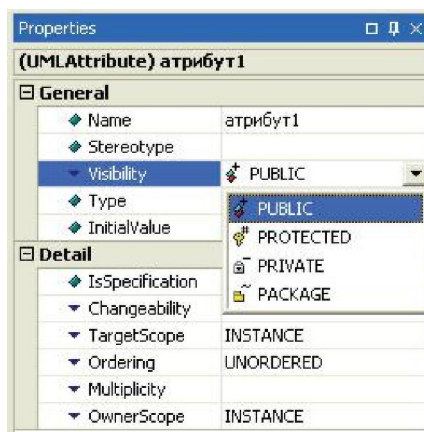 Properties
(UMLAttribute) атрибут1
General
Name атрибут1
Stereotype
Visibility + PUBLIC
Type + PUBLIC
InitialValue # PROTECTED
Detail - PRIVATE
IsSpecification ~ PACKAGE
Changeability
TargetScope INSTANCE
Ordering UNORDERED
Multiplicity
OwnerScope INSTANCE